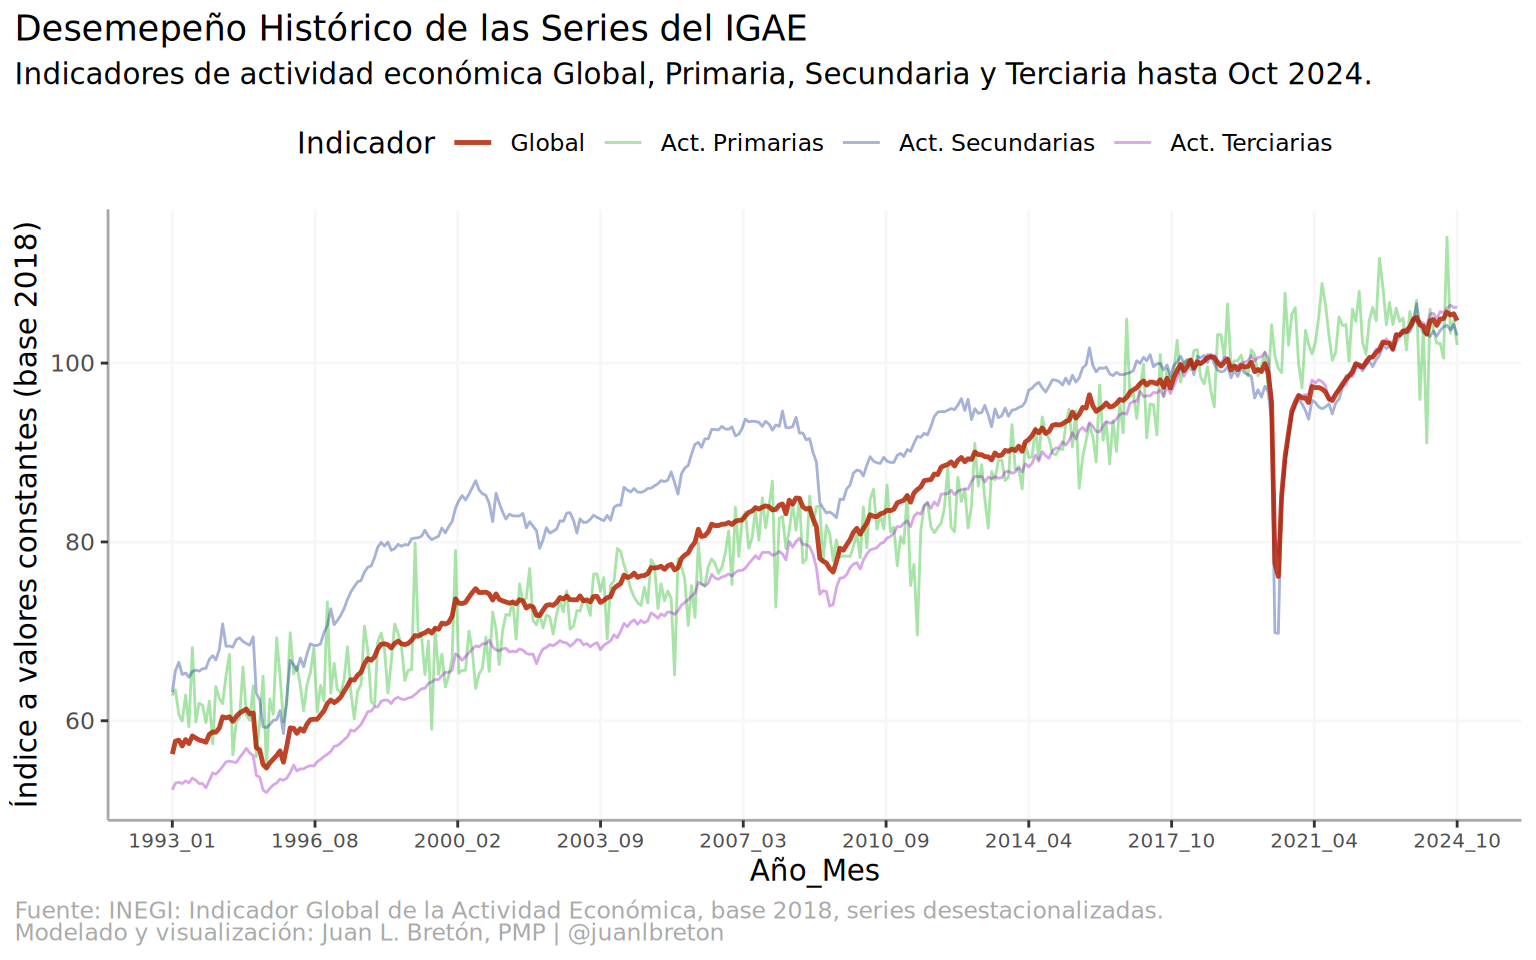 Desemepeño Histórico de las Series del IGAE
Indicadores de actividad económica Global, Primaria, Secundaria y Terciaria hasta Oct 2024.
Indicador Global Act. Primarias Act. Secundarias Act. Terciarias
Índice a valores constantes (base 2018)
100
80
60
1993_01 1996_08 2000_02 2003_09 2007_03 2010_09 2014_04 2017_10 2021_04 2024_10
Año_Mes
Fuente: INEGI: Indicador Global de la Actividad Económica, base 2018, series desestacionalizadas.
Modelado y visualización: Juan L. Bretón, PMP | @juanlbreton